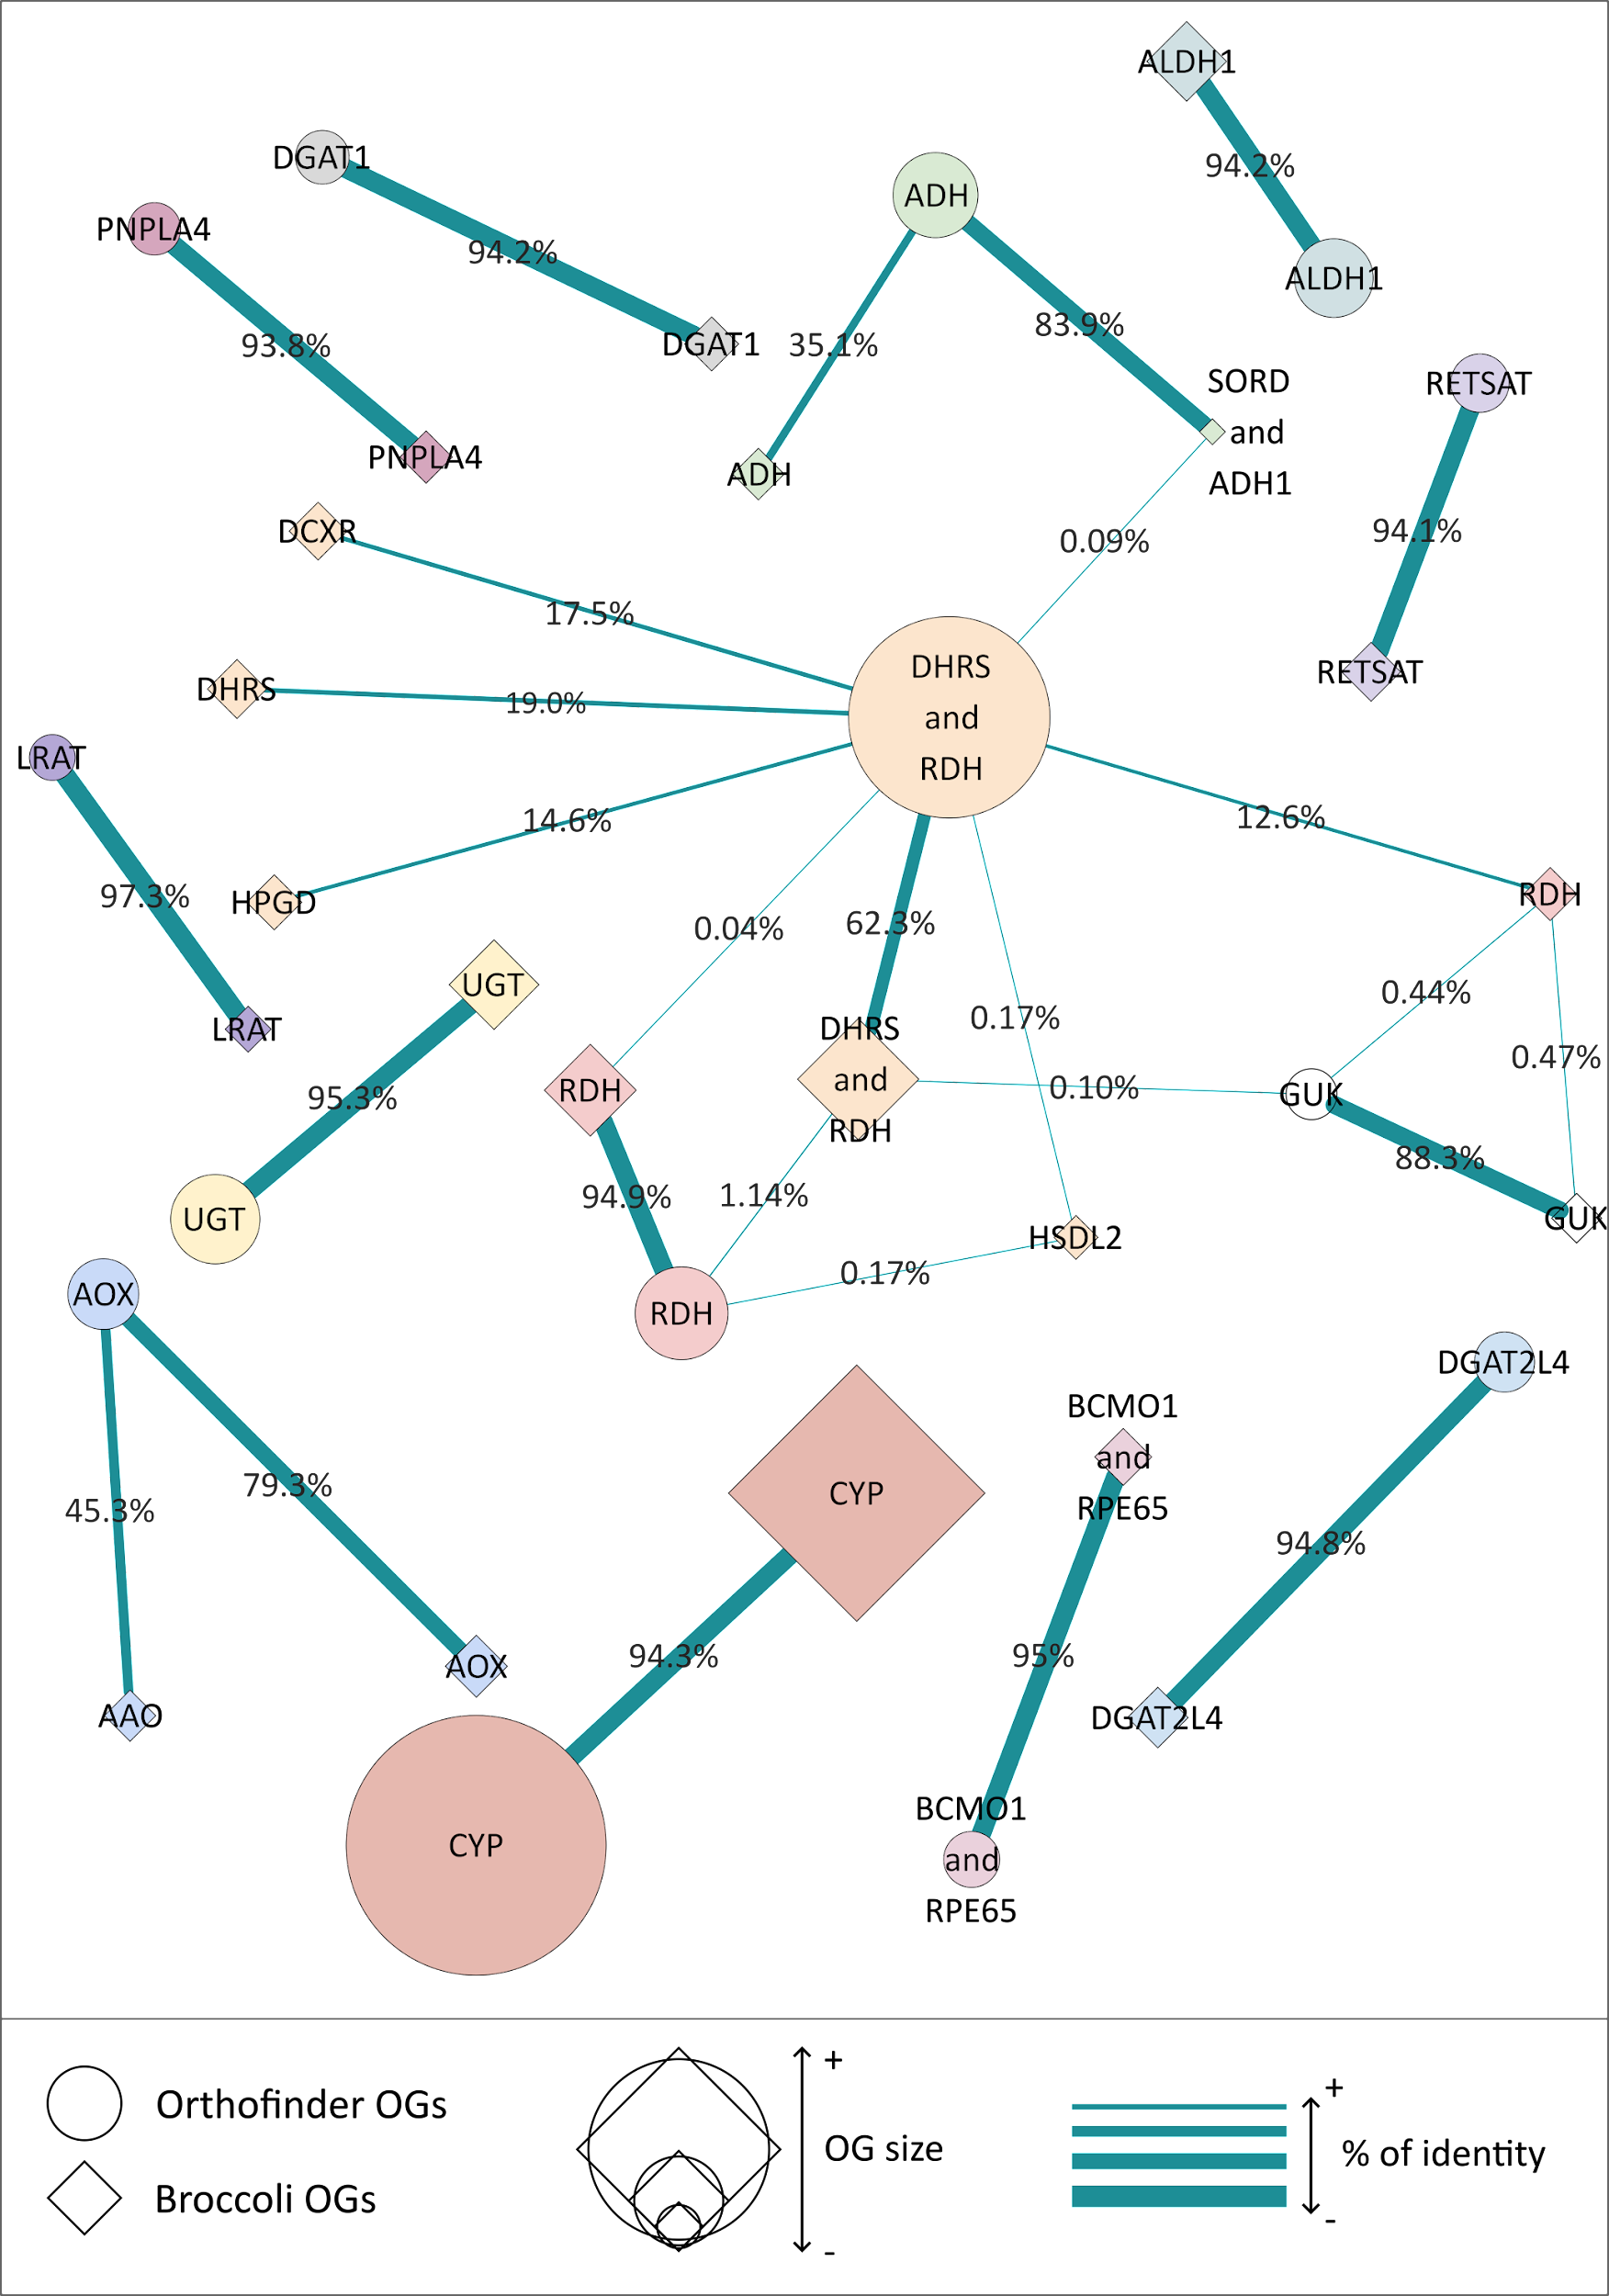 ALDH1
94.2%
ALDH1
DGAT1
94.2%
DGAT1
PNPLA4
93.8%
PNPLA4
ADH
35.1%
83.9%
ADH
SORD
and
ADH1
0.09%
RETSAT
94.1%
RETSAT
DCXR
17.5%
DHRS
19.0%
DHRS
and
RDH
LRAT
97.3%
LRAT
14.6%
HPGD
12.6%
RDH
0.04%
62.3%
0.17%
0.44%
0.47%
UGT
95.3%
UGT
RDH
DHRS
and
RDH
0.10%
GUK
88.3%
GUK
94.9%
1.14%
HSDL2
0.17%
RDH
AOX
45.3%
79.3%
AOX
AAO
CYP
94.3%
CYP
BCMO1
and
RPE65
95%
BCMO1
and
RPE65
DGAT2L4
94.8%
DGAT2L4
Orthofinder OGs
Broccoli OGs
+
OG size
-
+
% of identity
-